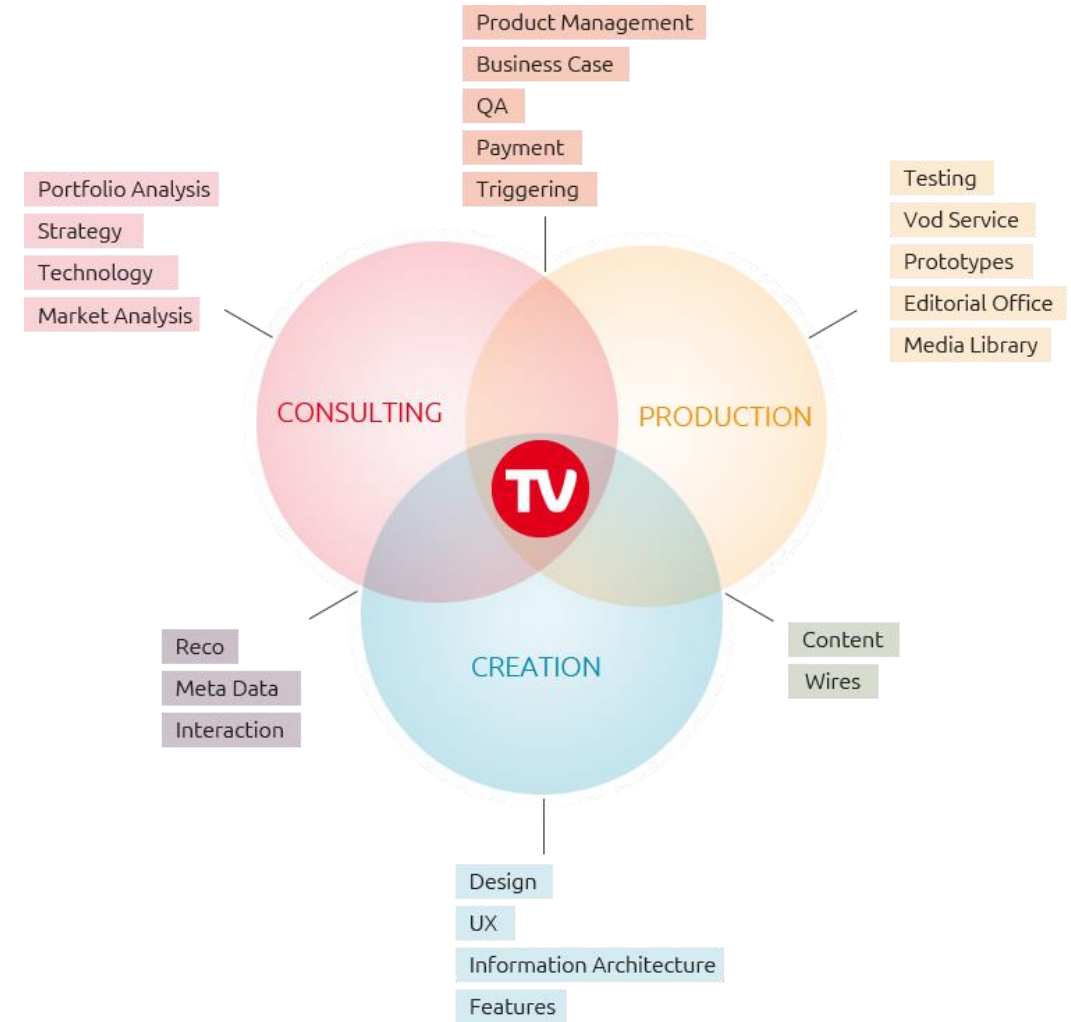 Product Management
Business Case
QA
Payment
Triggering
Portfolio Analysis
Strategy
Technology
Market Analysis
Testing
Vod Service
Prototypes
Editorial Office
Media Library
CONSULTING
PRODUCTION
TV
CREATION
Reco
Meta Data
Interaction
Content
Wires
Design
UX
Information Architecture
Features